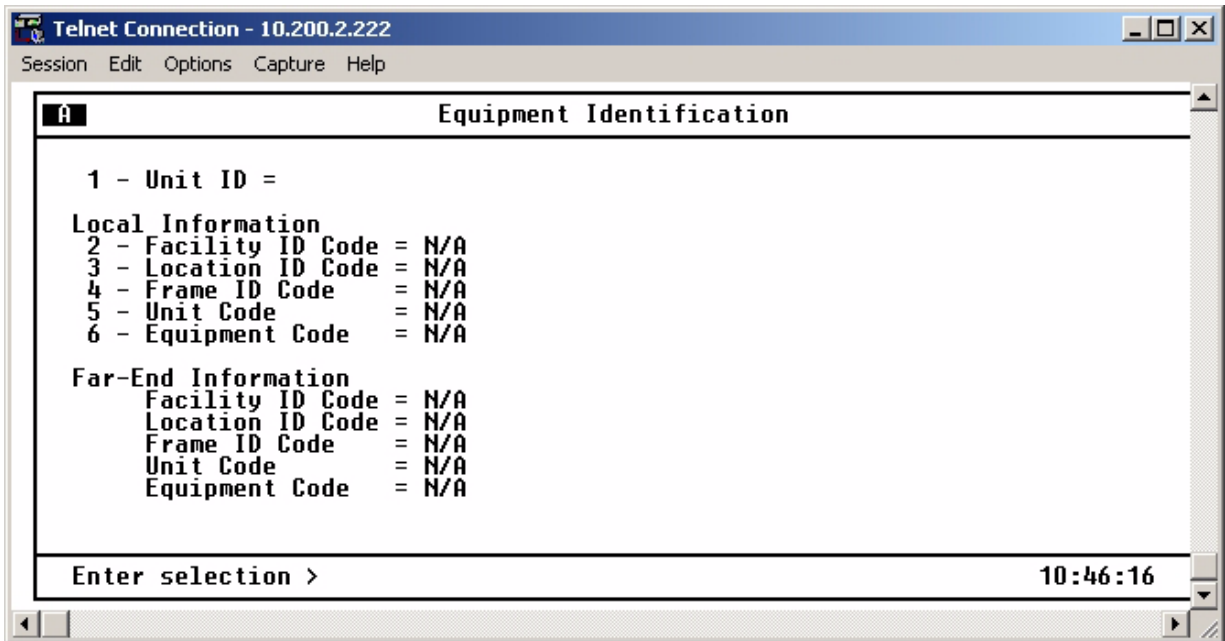 Telnet Connection - 10.200.2.222
Session Edit Options Capture Help
A Equipment Identification
1 - Unit ID =
Local Information
2 - Facility ID Code = N/A
3 - Location ID Code = N/A
4 - Frame ID Code = N/A
5 - Unit Code = N/A
6 - Equipment Code = N/A
Far-End Information
Facility ID Code = N/A
Location ID Code = N/A
Frame ID Code = N/A
Unit Code = N/A
Equipment Code = N/A
Enter selection > 10:46:16